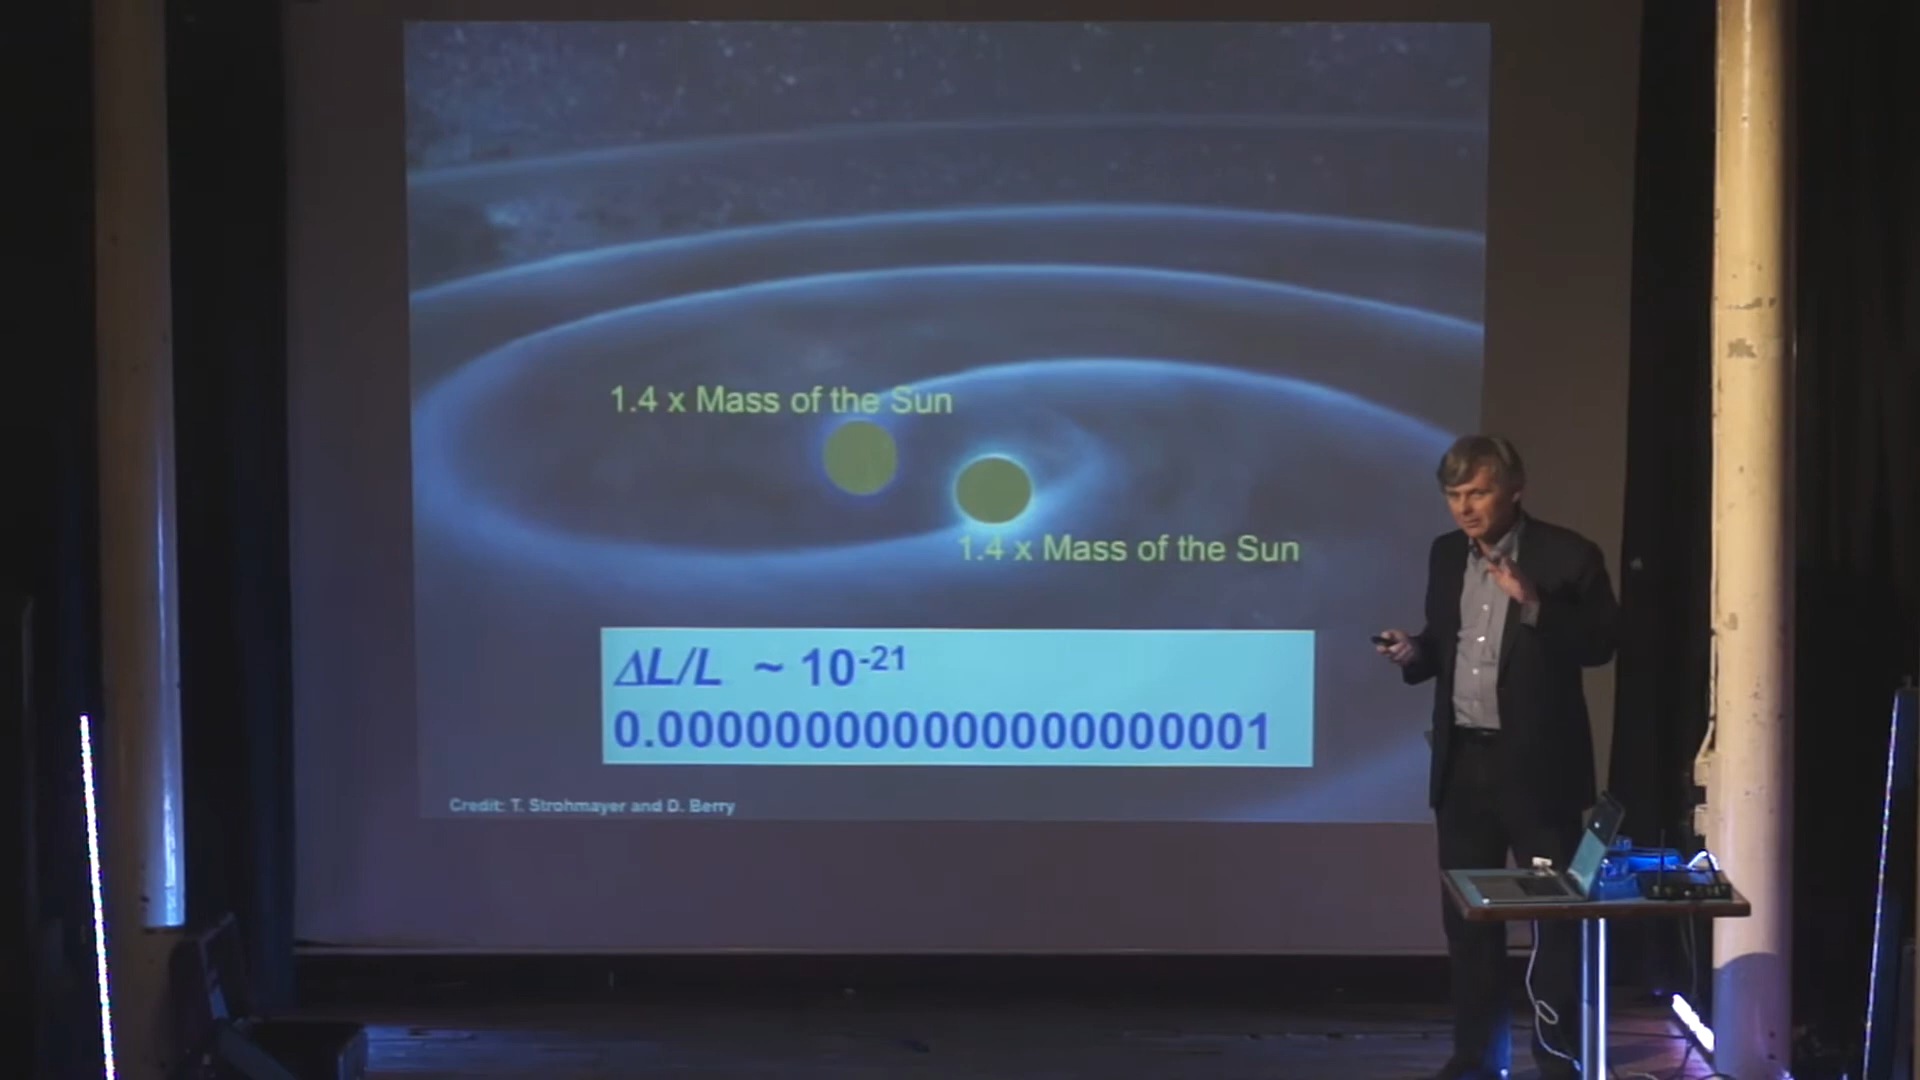 1.4 x Mass of the Sun
1.4 x Mass of the Sun
ΔL/L ~ 10⁻²¹
0.000000000000000000001
Credit: T. Strohmayer and D. Berry